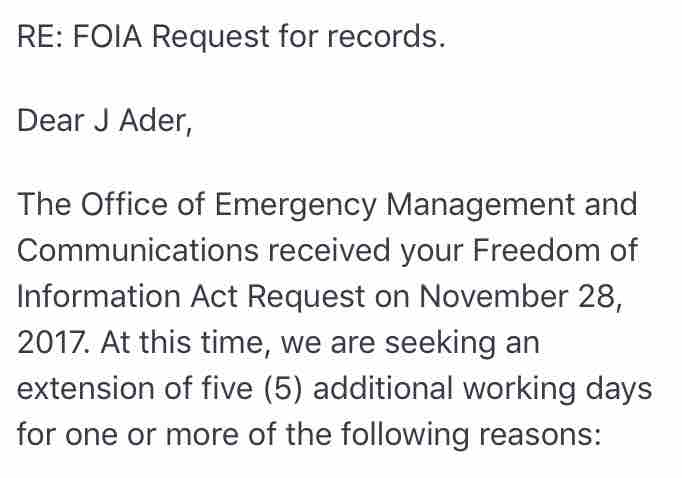 RE: FOIA Request for records.
Dear J Ader,
The Office of Emergency Management and
Communications received your Freedom of
Information Act Request on November 28,
2017. At this time, we are seeking an
extension of five (5) additional working days
for one or more of the following reasons: